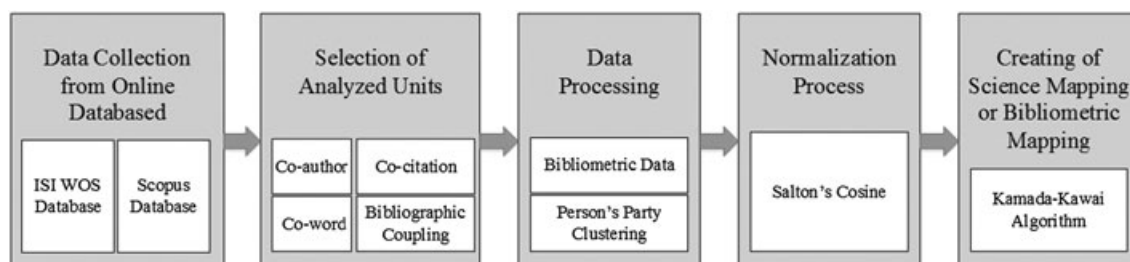 Data Collection
from Online
Databased
ISI WOS
Database
Scopus
Database
Selection of
Analyzed Units
Co-author
Co-citation
Co-word
Bibliographic
Coupling
Data
Processing
Bibliometric Data
Person's Party
Clustering
Normalization
Process
Salton's Cosine
Creating of
Science Mapping
or Bibliometric
Mapping
Kamada-Kawai
Algorithm